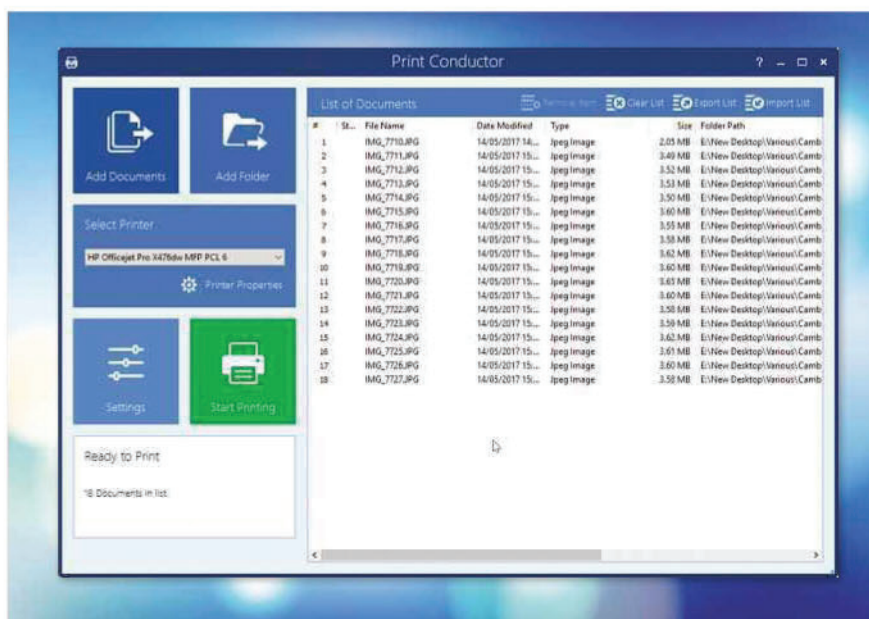 Print Conductor
?
Add Documents
Add Folder
Select Printer
HP Officejet Pro X476dw MFP PCL 6
Printer Properties
Settings
Start Printing
Ready to Print
18 Documents in list
List of Documents Remove Item Clear List Export List Import List
# St... File Name Date Modified Type Size Folder Path
1 IMG_7710.JPG 14/05/2017 14:... Jpeg Image 2.05 MB E:\New Desktop\Various\Camb
2 IMG_7711.JPG 14/05/2017 15:... Jpeg Image 3.49 MB E:\New Desktop\Various\Camb
3 IMG_7712.JPG 14/05/2017 15:... Jpeg Image 3.52 MB E:\New Desktop\Various\Camb
4 IMG_7713.JPG 14/05/2017 15:... Jpeg Image 3.53 MB E:\New Desktop\Various\Camb
5 IMG_7714.JPG 14/05/2017 15:... Jpeg Image 3.50 MB E:\New Desktop\Various\Camb
6 IMG_7715.JPG 14/05/2017 15:... Jpeg Image 3.60 MB E:\New Desktop\Various\Camb
7 IMG_7716.JPG 14/05/2017 15:... Jpeg Image 3.55 MB E:\New Desktop\Various\Camb
8 IMG_7717.JPG 14/05/2017 15:... Jpeg Image 3.58 MB E:\New Desktop\Various\Camb
9 IMG_7718.JPG 14/05/2017 15:... Jpeg Image 3.62 MB E:\New Desktop\Various\Camb
10 IMG_7719.JPG 14/05/2017 15:... Jpeg Image 3.60 MB E:\New Desktop\Various\Camb
11 IMG_7720.JPG 14/05/2017 15:... Jpeg Image 3.65 MB E:\New Desktop\Various\Camb
12 IMG_7721.JPG 14/05/2017 15:... Jpeg Image 3.60 MB E:\New Desktop\Various\Camb
13 IMG_7722.JPG 14/05/2017 15:... Jpeg Image 3.58 MB E:\New Desktop\Various\Camb
14 IMG_7723.JPG 14/05/2017 15:... Jpeg Image 3.59 MB E:\New Desktop\Various\Camb
15 IMG_7724.JPG 14/05/2017 15:... Jpeg Image 3.62 MB E:\New Desktop\Various\Camb
16 IMG_7725.JPG 14/05/2017 15:... Jpeg Image 3.61 MB E:\New Desktop\Various\Camb
17 IMG_7726.JPG 14/05/2017 15:... Jpeg Image 3.60 MB E:\New Desktop\Various\Camb
18 IMG_7727.JPG 14/05/2017 15:... Jpeg Image 3.58 MB E:\New Desktop\Various\Camb